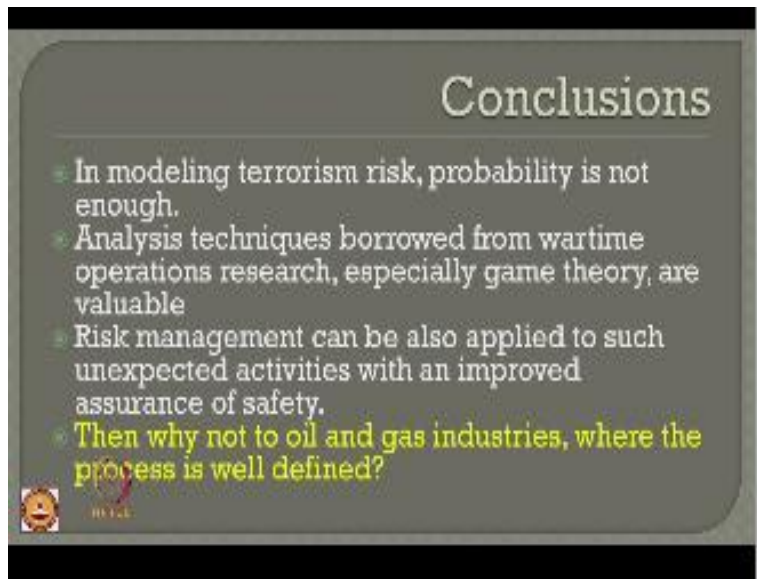 Conclusions
In modeling terrorism risk, probability is not
enough.
Analysis techniques borrowed from wartime
operations research, especially game theory, are
valuable
Risk management can be also applied to such
unexpected activities with an improved
assurance of safety.
Then why not to oil and gas industries, where the
process is well defined?